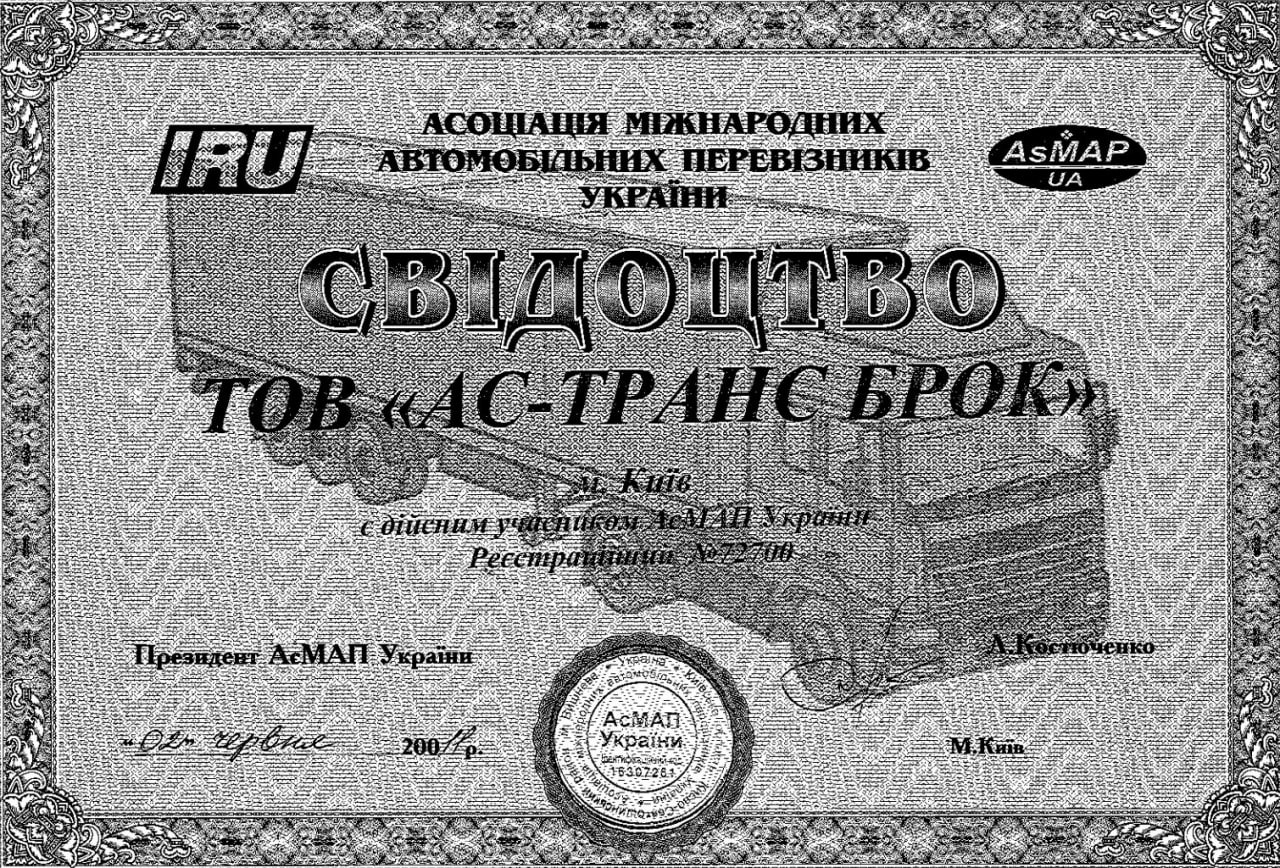 IRU
АСОЦІАЦІЯ МІЖНАРОДНИХ
АВТОМОБІЛЬНИХ ПЕРЕВІЗНИКІВ
УКРАЇНИ
AsMAP
UA
СВІДОЦТВО
ТОВ «АС-ТРАНС БРОК»
м. Київ
є дійсним учасником АсМАП України
Реєстраційний №72700
Президент АсМАП України
Л.Костюченко
"02" червня 200 р.
М.Київ
АсМАП
України
16307261